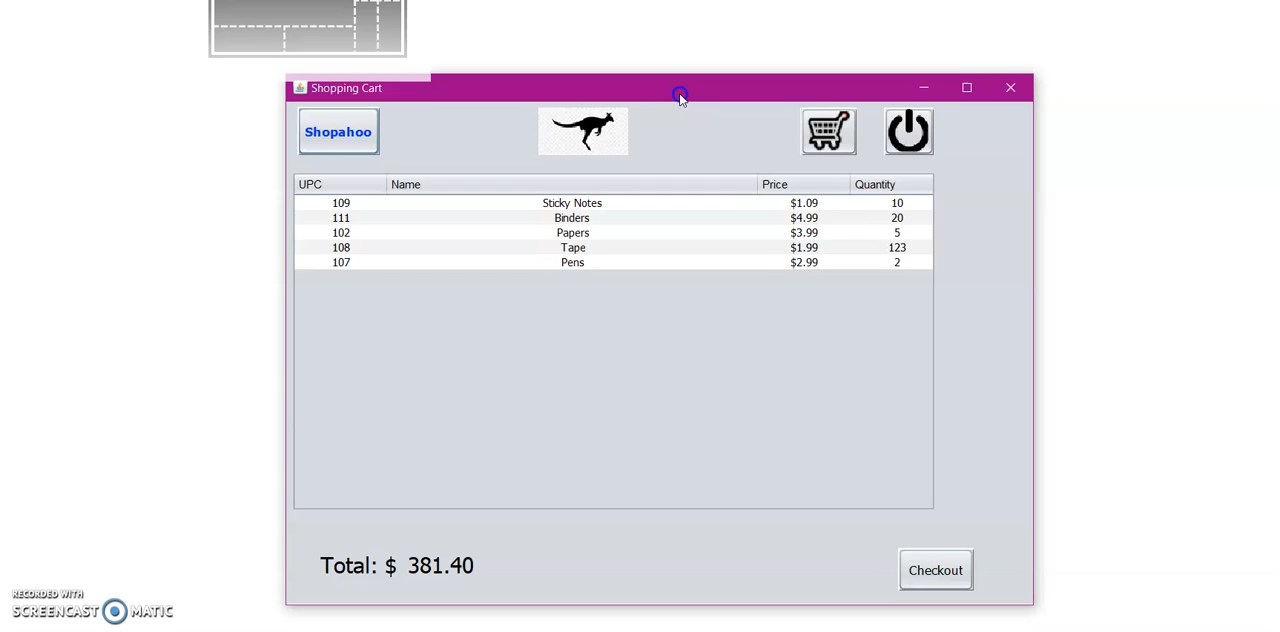 Shopping Cart
Shopahoo
UPC Name Price Quantity
109 Sticky Notes $1.09 10
111 Binders $4.99 20
102 Papers $3.99 5
108 Tape $1.99 123
107 Pens $2.99 2
Total: $ 381.40
Checkout
RECORDED WITH
SCREENCAST MATIC